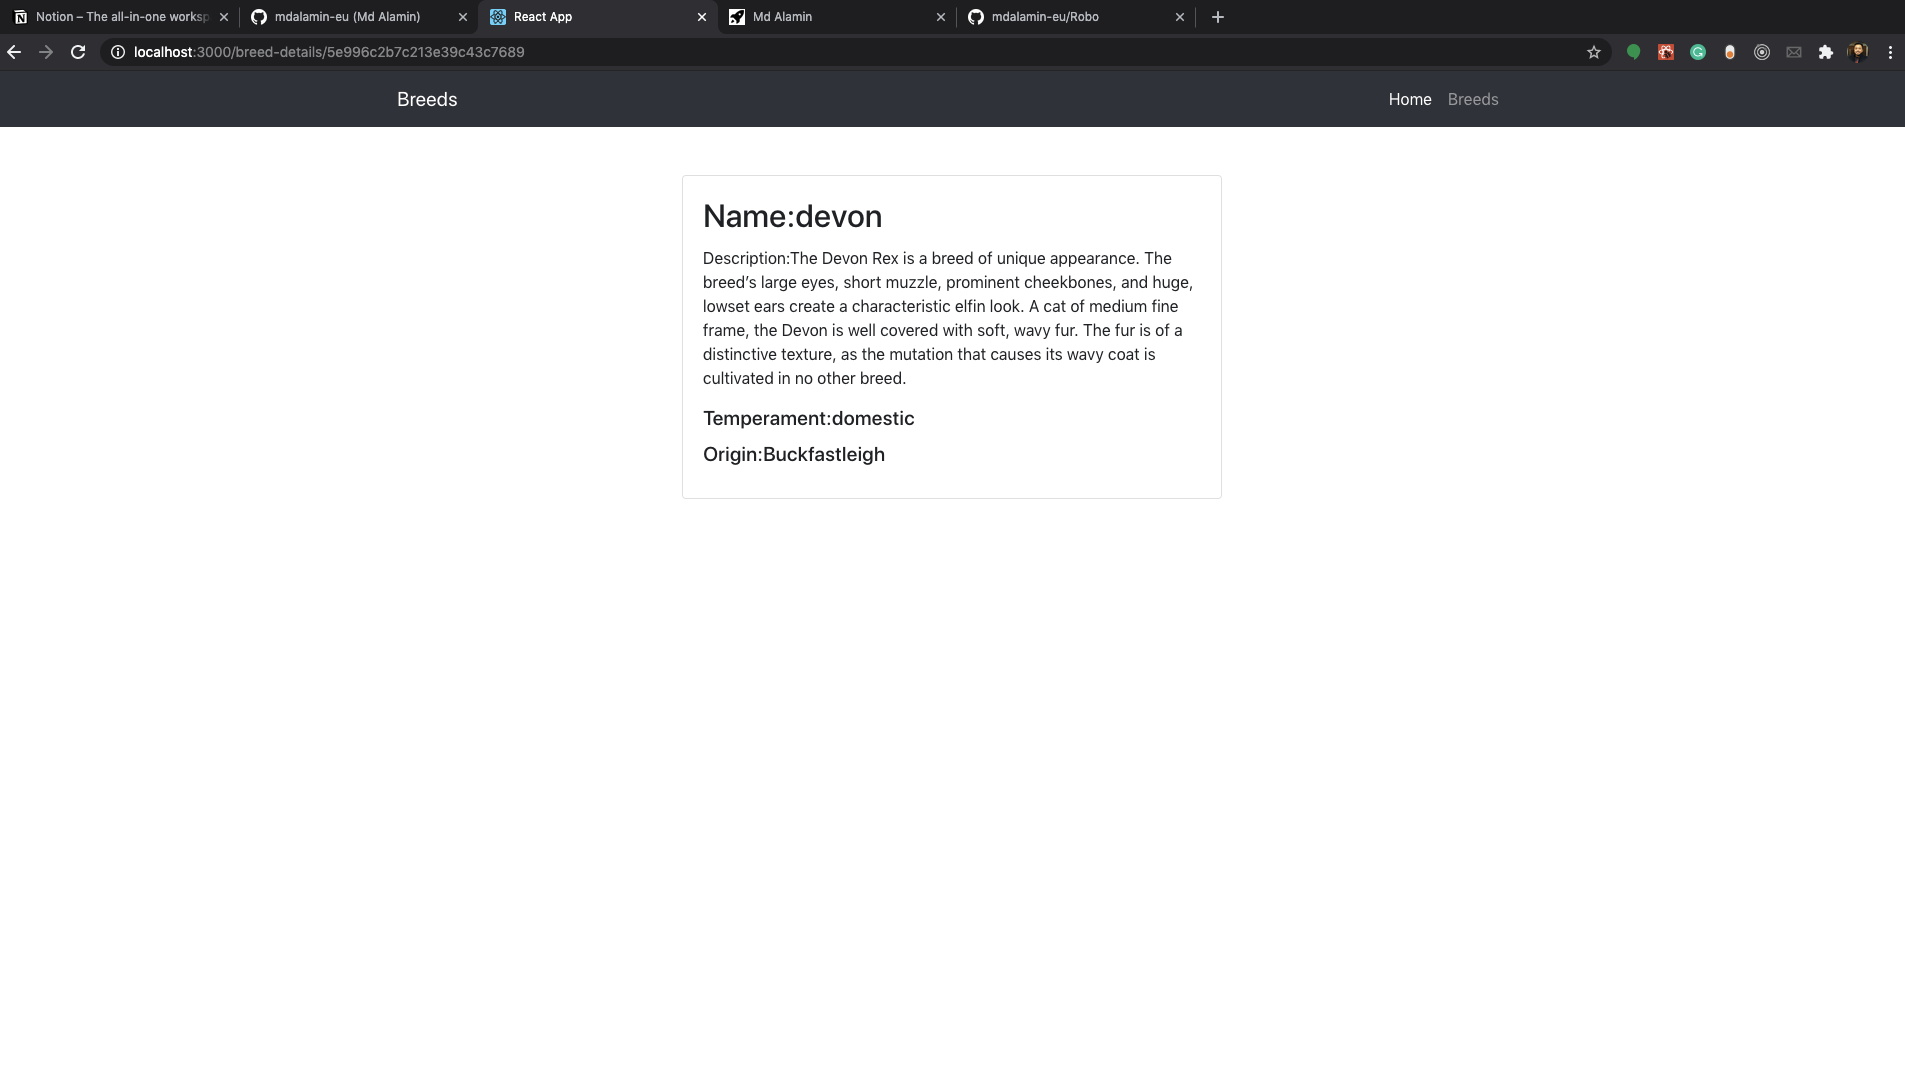 Notion – The all-in-one worksp
mdalamin-eu (Md Alamin)
React App
Md Alamin
mdalamin-eu/Robo
localhost:3000/breed-details/5e996c2b7c213e39c43c7689
Breeds
Home
Breeds
Name:devon
Description:The Devon Rex is a breed of unique appearance. The
breed’s large eyes, short muzzle, prominent cheekbones, and huge,
lowset ears create a characteristic elfin look. A cat of medium fine
frame, the Devon is well covered with soft, wavy fur. The fur is of a
distinctive texture, as the mutation that causes its wavy coat is
cultivated in no other breed.
Temperament:domestic
Origin:Buckfastleigh